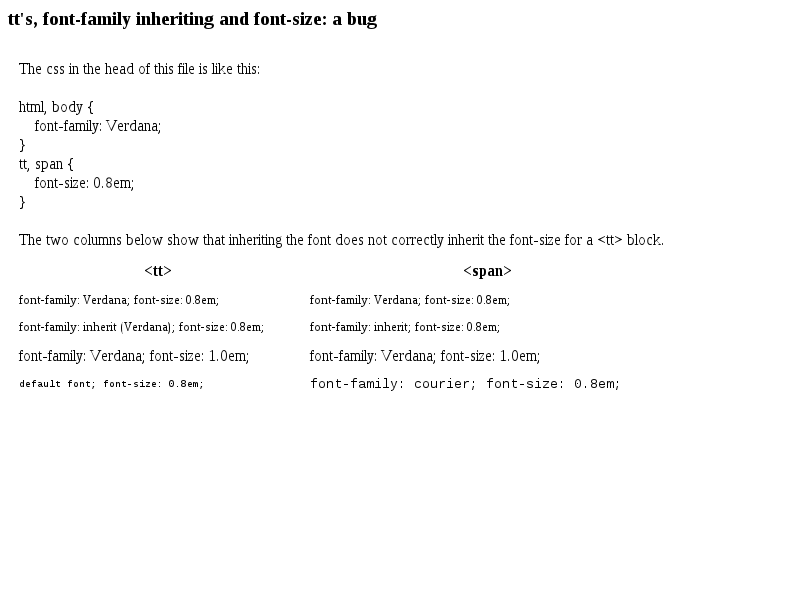 tt's, font-family inheriting and font-size: a bug
The css in the head of this file is like this:
html, body {
font-family: Verdana;
}
tt, span {
font-size: 0.8em;
}
The two columns below show that inheriting the font does not correctly inherit the font-size for a <tt> block.
<tt> <span>
font-family: Verdana; font-size: 0.8em; font-family: Verdana; font-size: 0.8em;
font-family: inherit (Verdana); font-size: 0.8em; font-family: inherit; font-size: 0.8em;
font-family: Verdana; font-size: 1.0em; font-family: Verdana; font-size: 1.0em;
default font; font-size: 0.8em; font-family: courier; font-size: 0.8em;